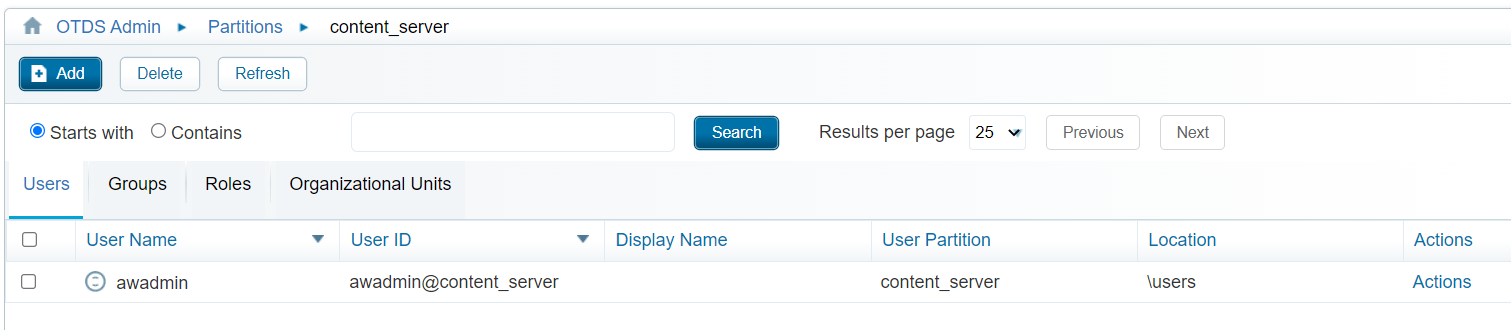 OTDS Admin ▸ Partitions ▸ content_server
Add Delete Refresh
Starts with Contains Search Results per page 25 Previous Next
Users Groups Roles Organizational Units
User Name User ID Display Name User Partition Location Actions
awadmin awadmin@content_server content_server \users Actions